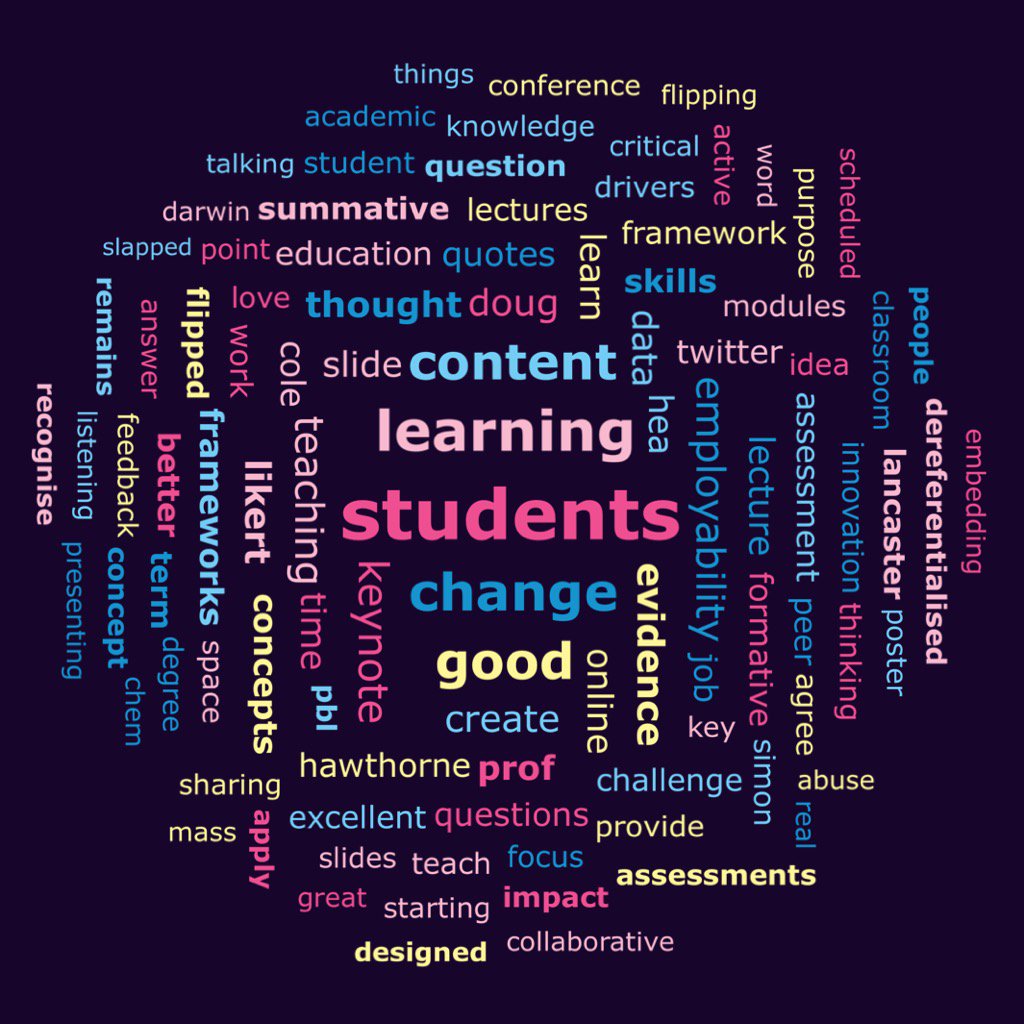 things conference flipping
academic knowledge
critical active word scheduled
talking student question
drivers purpose
darwin summative lectures
learn framework
slapped point education quotes
skills
remains answer flipped love thought doug
modules
work cole slide content data twitter idea classroom people
recognise listening feedback better frameworks likert teaching learning hea employability lecture assessment innovation lancaster dereferentialised embedding
students
presenting concept term concepts time keynote change evidence formative peer thinking poster
chem degree space pbl good online job agree
create key simon
hawthorne prof
sharing challenge abuse
mass apply excellent questions provide real
slides teach focus
assessments
great starting impact
designed collaborative